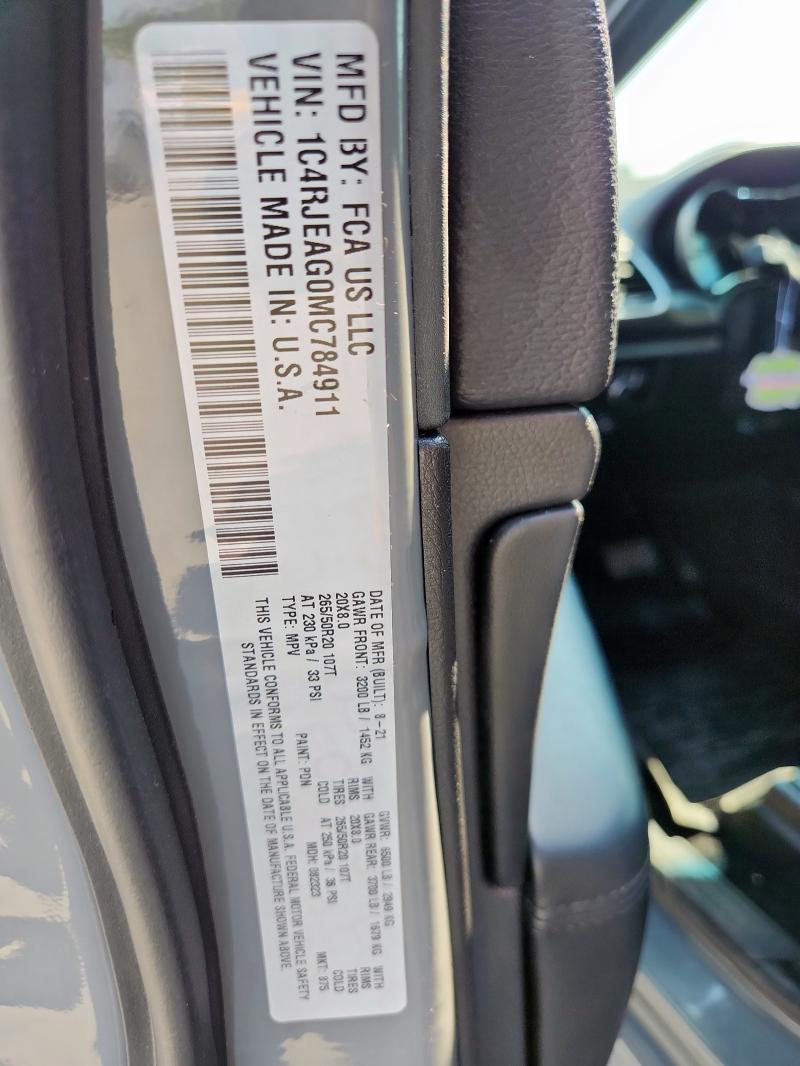 MFD BY: FCA US LLC
VIN: 1C4RJEAG0MC784911
VEHICLE MADE IN: U.S.A.
DATE OF MFR (BUILT): 8-21 GVWR: 6500 LB / 2949 KG
GAWR FRONT: 3200 LB / 1452 KG WITH GAWR REAR: 3700 LB / 1679 KG WITH
20X8.0 RIMS 20X8.0 RIMS
265/50R20 107T TIRES 265/50R20 107T TIRES
AT 230 kPa / 33 PSI COLD AT 250 kPa / 36 PSI COLD
TYPE: MPV PAINT: PDN MDH: 082323 MKT: 875
THIS VEHICLE CONFORMS TO ALL APPLICABLE U.S.A. FEDERAL MOTOR VEHICLE SAFETY
STANDARDS IN EFFECT ON THE DATE OF MANUFACTURE SHOWN ABOVE.